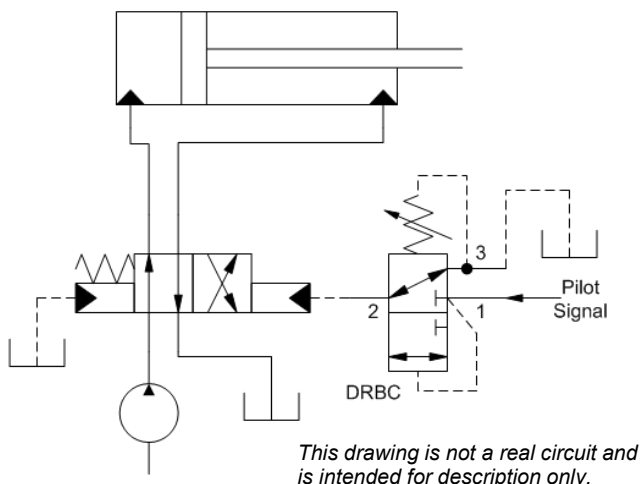 3
2
1
Pilot
Signal
DRBC
This drawing is not a real circuit and
is intended for description only.